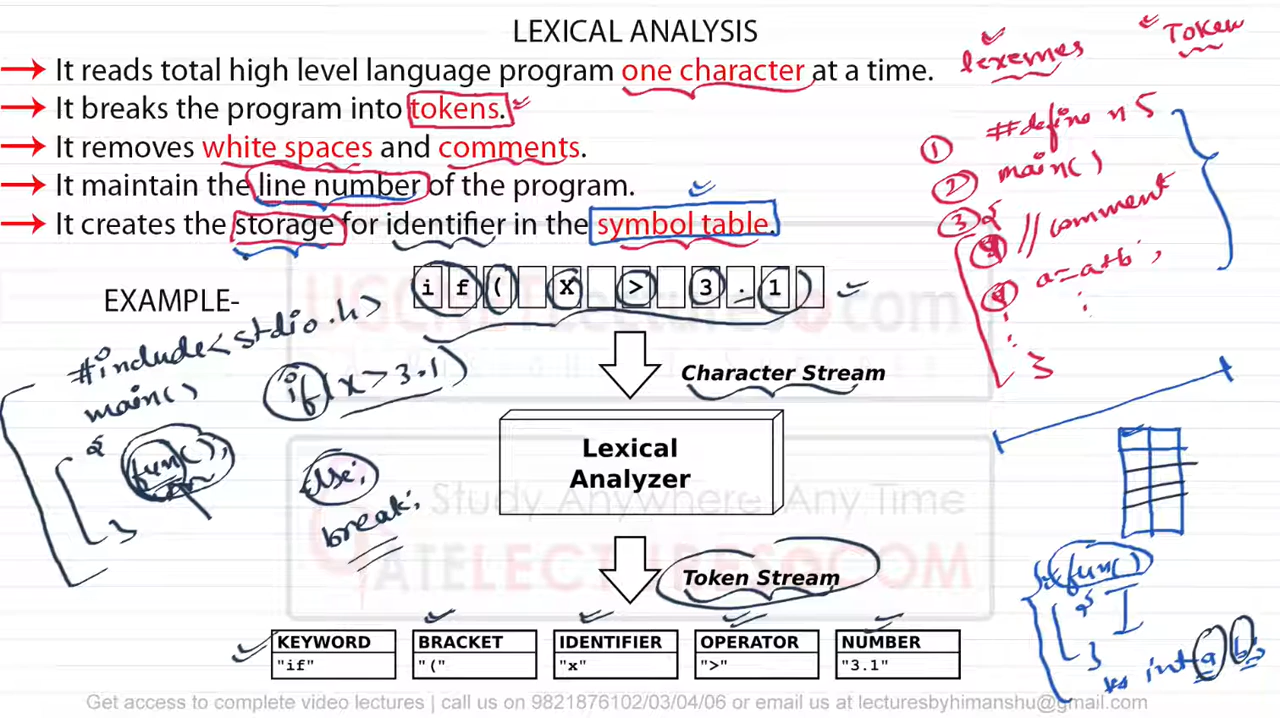 LEXICAL ANALYSIS
→ It reads total high level language program one character at a time.
→ It breaks the program into tokens.
→ It removes white spaces and comments.
→ It maintain the line number of the program.
→ It creates the storage for identifier in the symbol table.
lexemes Token
① #define n 5
② main()
③ {
// comment
④ a=a+b;
}
EXAMPLE-
i f ( X > 3 . 1 )
#include<stdio.h>
main()
{
fun();
}
if(x>3.1)
else;
break;
Character Stream
Lexical
Analyzer
Study Anywhere Any Time
Token Stream
fun()
{
}
int a b;
KEYWORD BRACKET IDENTIFIER OPERATOR NUMBER
"if" "(" "x" ">" "3.1"
Get access to complete video lectures | call us on 9821876102/03/04/06 or email us at lecturesbyhimanshu@gmail.com